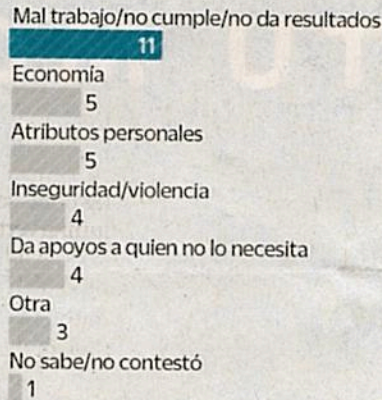 Mal trabajo/no cumple/no da resultados
11
Economía
5
Atributos personales
5
Inseguridad/violencia
4
Da apoyos a quien no lo necesita
4
Otra
3
No sabe/no contestó
1